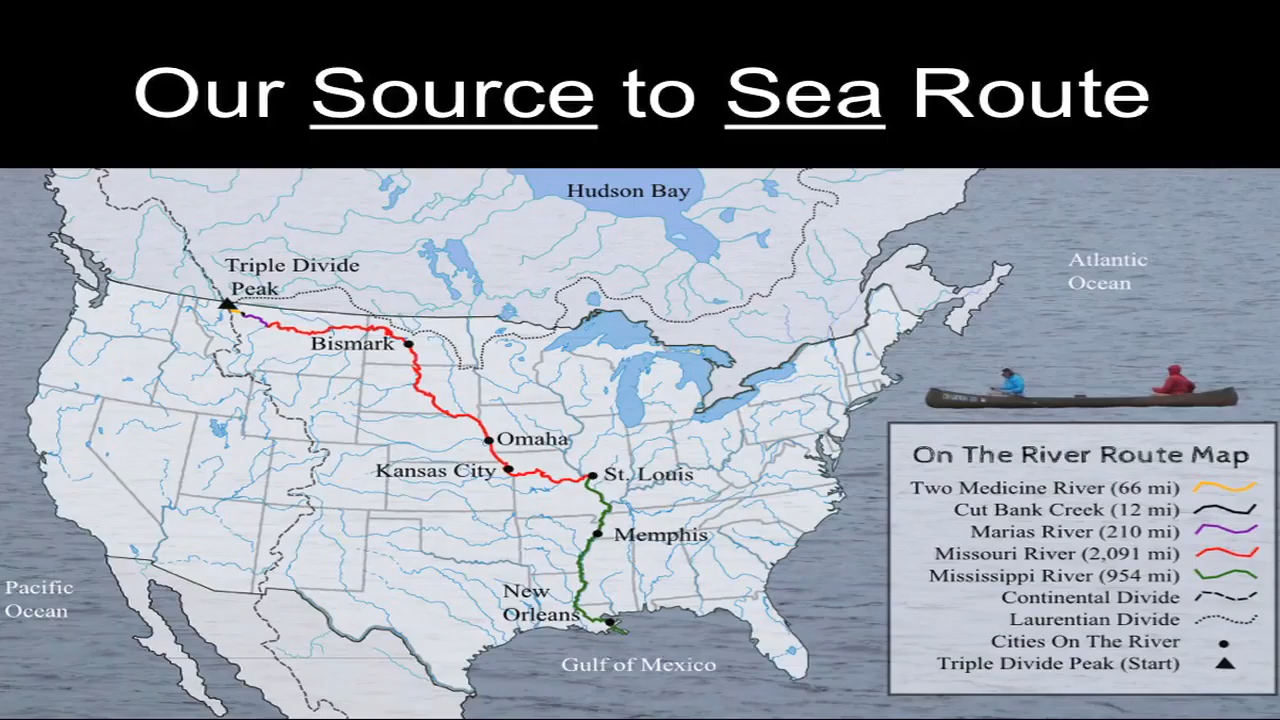 Our Source to Sea Route
Hudson Bay
Triple Divide
Peak
Atlantic
Ocean
Bismark
Omaha
Kansas City
St. Louis
Memphis
New
Orleans
Pacific
Ocean
Gulf of Mexico
On The River Route Map
Two Medicine River (66 mi)
Cut Bank Creek (12 mi)
Marias River (210 mi)
Missouri River (2,091 mi)
Mississippi River (954 mi)
Continental Divide
Laurentian Divide
Cities On The River
Triple Divide Peak (Start)